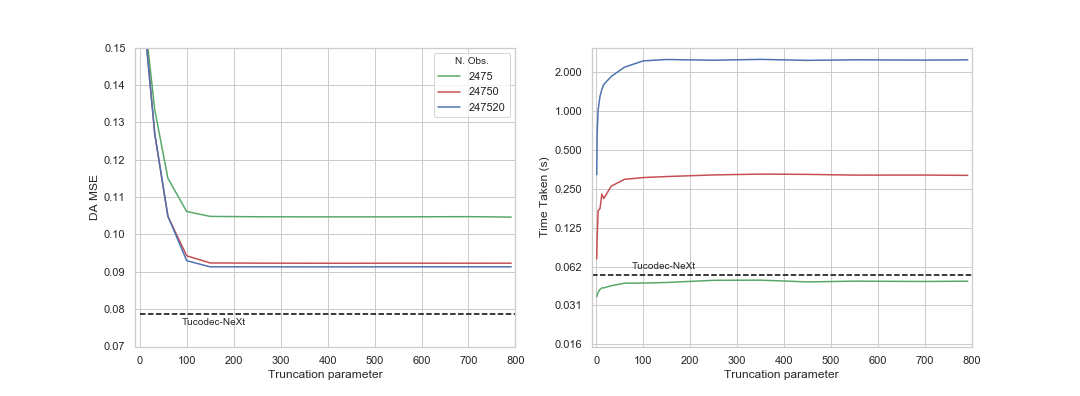 0.15
0.14
0.13
0.12
0.11
0.10
0.09
0.08
0.07
DA MSE
N. Obs.
2475
24750
247520
Tucodec-NeXt
0 100 200 300 400 500 600 700 800
Truncation parameter
2.000
1.000
0.500
0.250
0.125
0.062
0.031
0.016
Time Taken (s)
Tucodec-NeXt
0 100 200 300 400 500 600 700 800
Truncation parameter